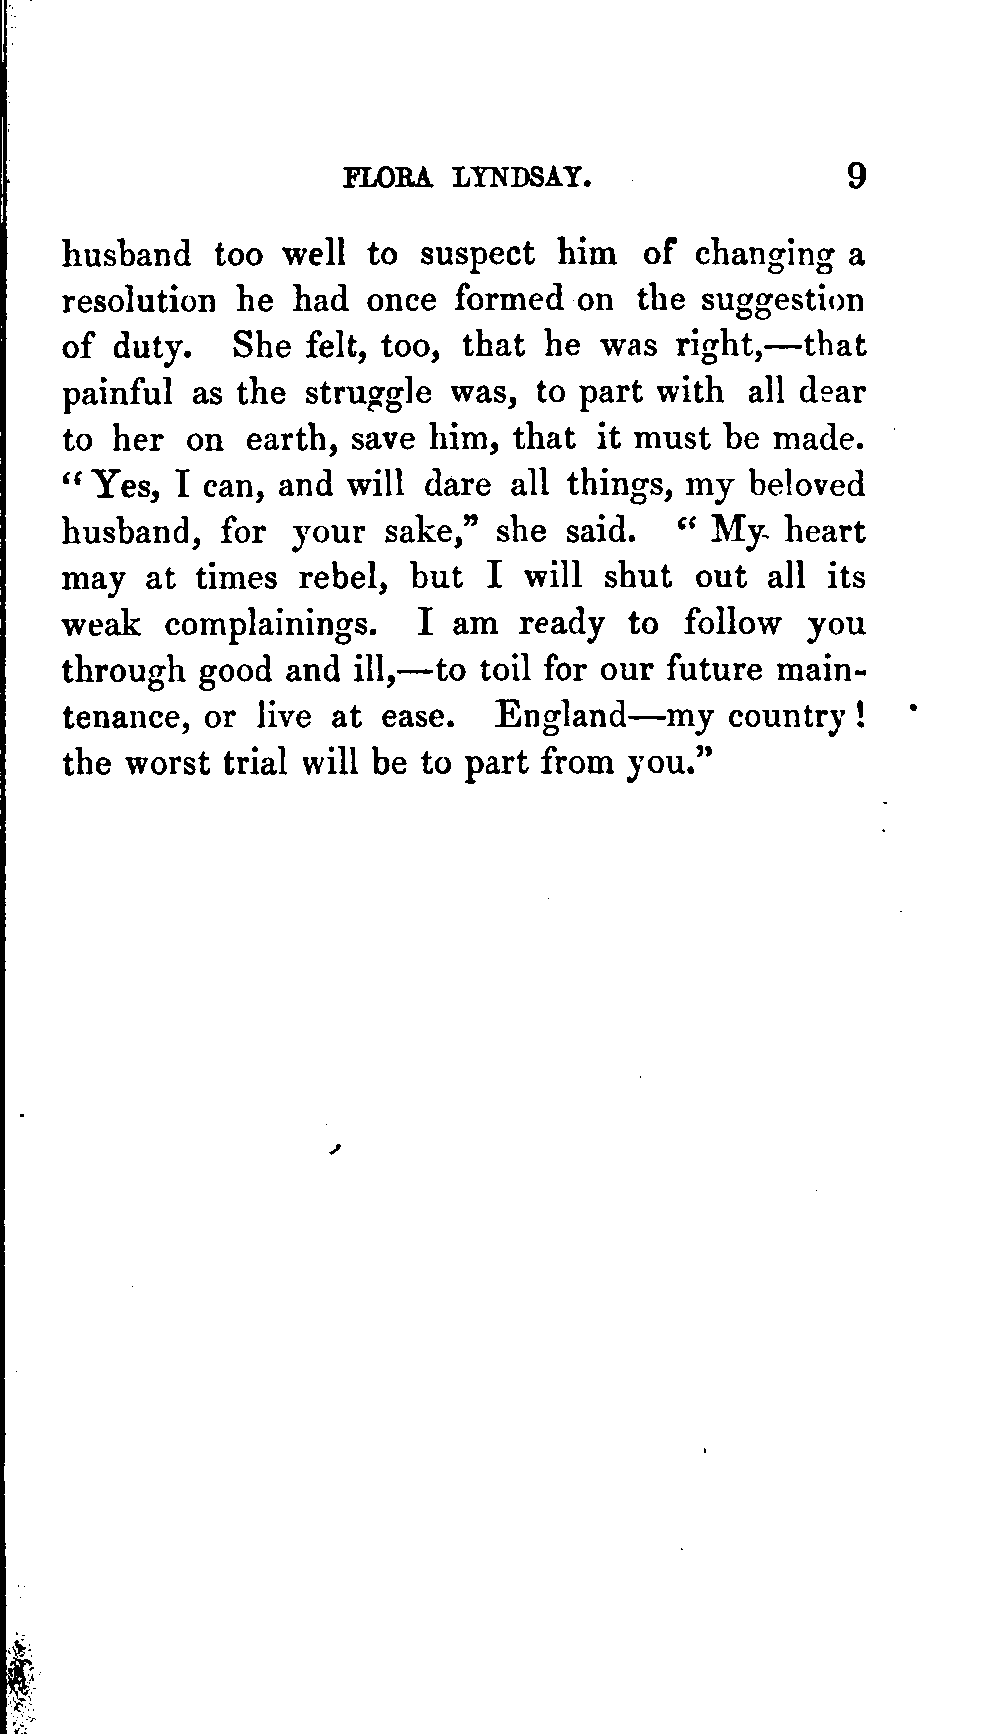 FLORA LYNDSAY. 9
husband too well to suspect him of changing a
resolution he had once formed on the suggestion
of duty. She felt, too, that he was right,—that
painful as the struggle was, to part with all dear
to her on earth, save him, that it must be made.
“Yes, I can, and will dare all things, my beloved
husband, for your sake,” she said. “My heart
may at times rebel, but I will shut out all its
weak complainings. I am ready to follow you
through good and ill,—to toil for our future main-
tenance, or live at ease. England—my country!
the worst trial will be to part from you.”